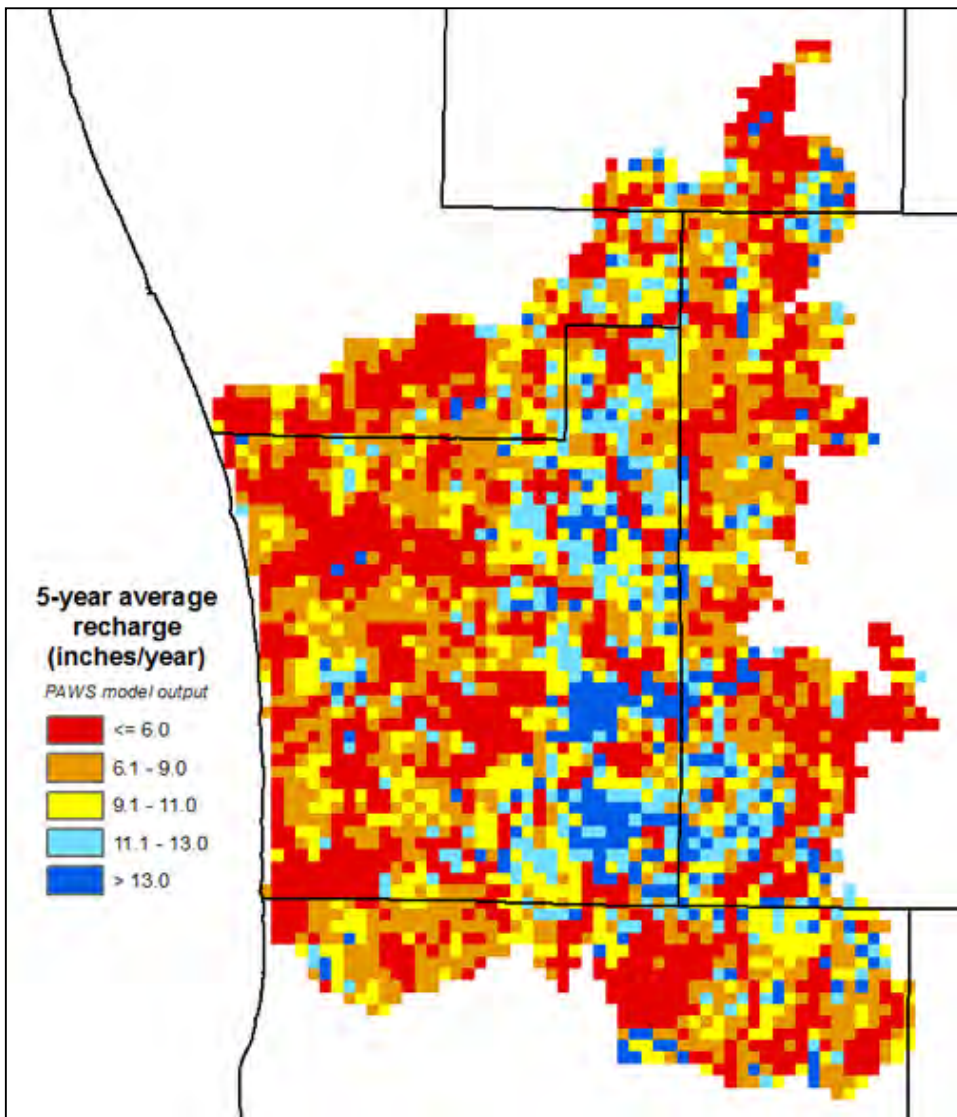 5-year average
recharge
(inches/year)
PAWS model output
<= 6.0
6.1 - 9.0
9.1 - 11.0
11.1 - 13.0
> 13.0